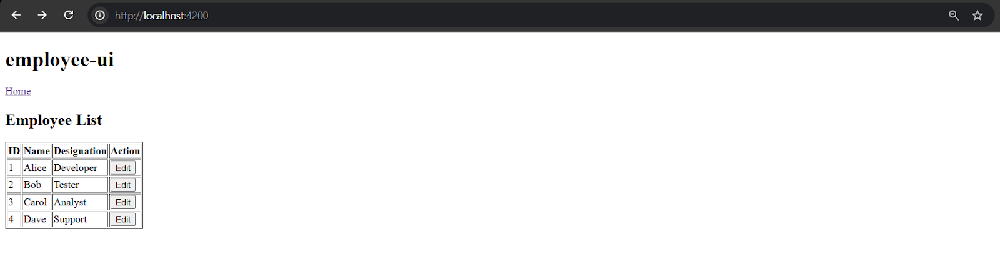 http://localhost:4200
employee-ui
Home
Employee List
ID Name Designation Action
1 Alice Developer Edit
2 Bob Tester Edit
3 Carol Analyst Edit
4 Dave Support Edit